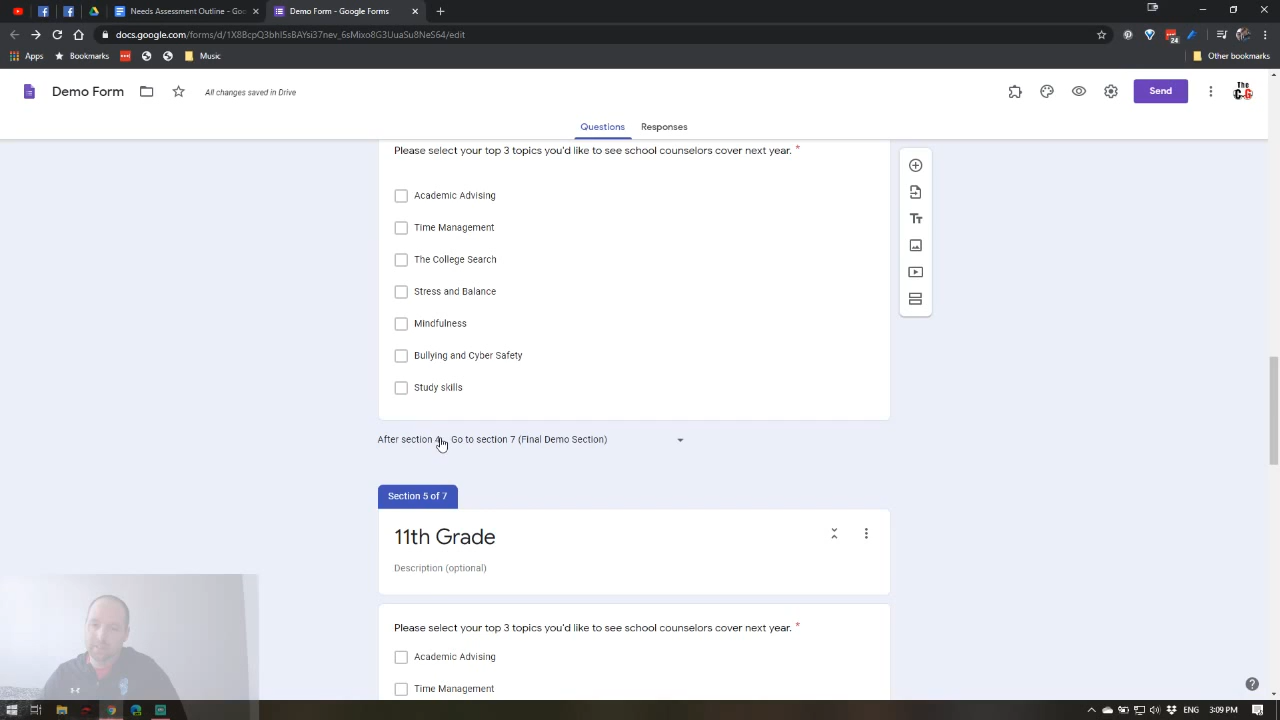 Needs Assessment Outline - Goo
Demo Form - Google Forms
docs.google.com/forms/d/1X8BcpQ3bhI5sBAYsi37nev_6sMixo8G3UuaSu8NeS64/edit
24
Apps
Bookmarks
Music
Other bookmarks
Demo Form
All changes saved in Drive
Send
The
Questions
Responses
Please select your top 3 topics you'd like to see school counselors cover next year. *
Academic Advising
Time Management
The College Search
Stress and Balance
Mindfulness
Bullying and Cyber Safety
Study skills
After section 4 Go to section 7 (Final Demo Section)
Section 5 of 7
11th Grade
Description (optional)
Please select your top 3 topics you'd like to see school counselors cover next year. *
Academic Advising
Time Management
ENG
3:09 PM